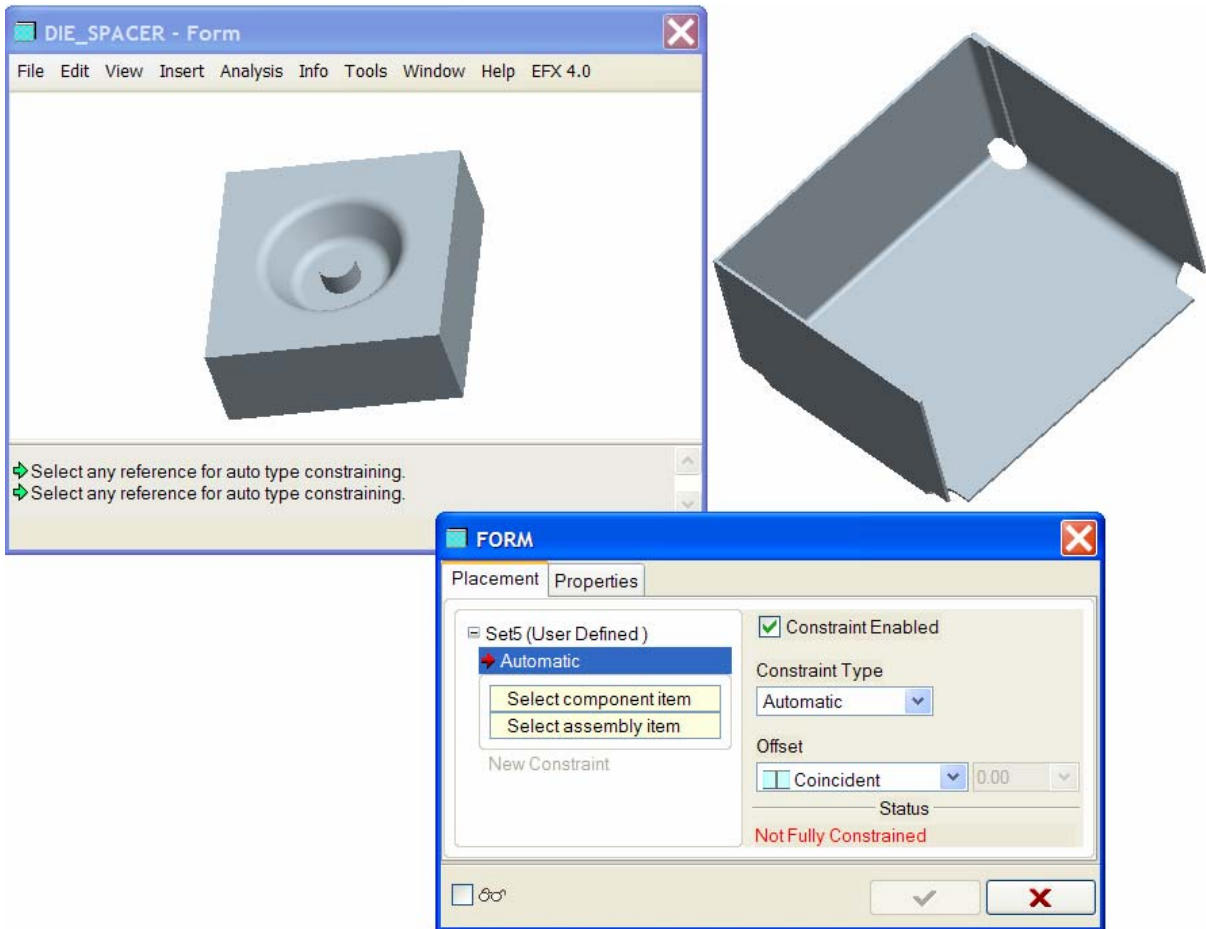 DIE_SPACER - Form
File Edit View Insert Analysis Info Tools Window Help EFX 4.0
Select any reference for auto type constraining.
Select any reference for auto type constraining.
FORM
Placement Properties
Set5 (User Defined )
Automatic
Select component item
Select assembly item
New Constraint
Constraint Enabled
Constraint Type
Automatic
Offset
Coincident 0.00
Status
Not Fully Constrained